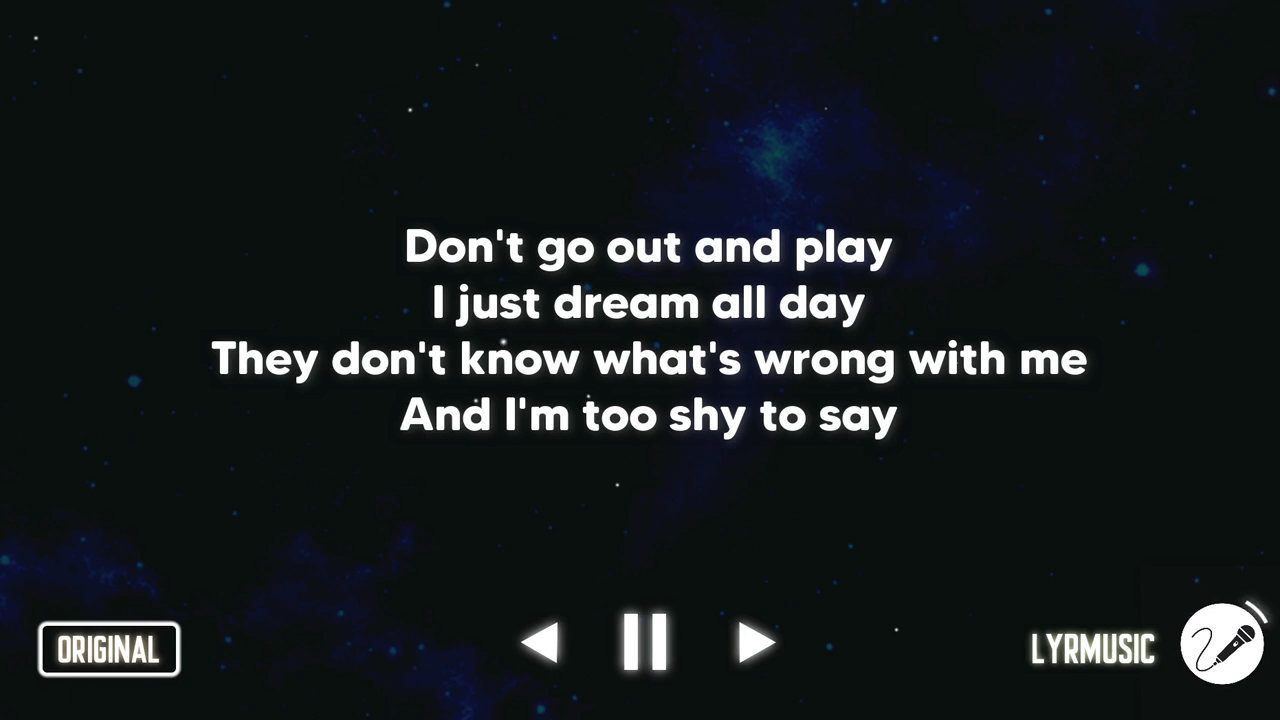 Don't go out and play
I just dream all day
They don't know what's wrong with me
And I'm too shy to say
ORIGINAL
LYRMUSIC